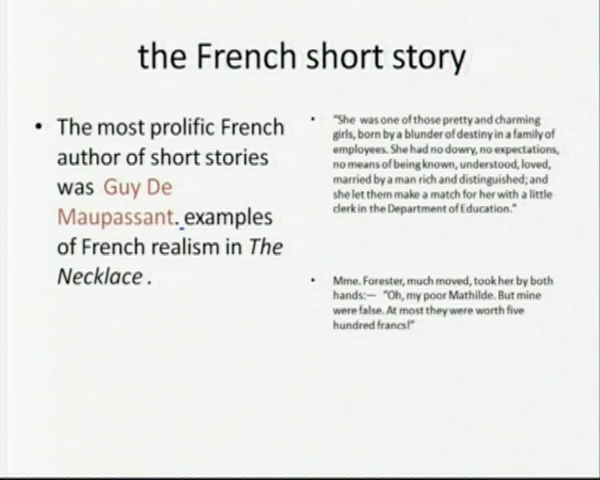 the French short story
• The most prolific French
author of short stories
was Guy De
Maupassant. examples
of French realism in The
Necklace .
• "She was one of those pretty and charming
girls, born by a blunder of destiny in a family of
employees. She had no dowry, no expectations,
no means of being known, understood, loved,
married by a man rich and distinguished; and
she let them make a match for her with a little
clerk in the Department of Education."
• Mme. Forester, much moved, took her by both
hands:— "Oh, my poor Mathilde. But mine
were false. At most they were worth five
hundred francs!"